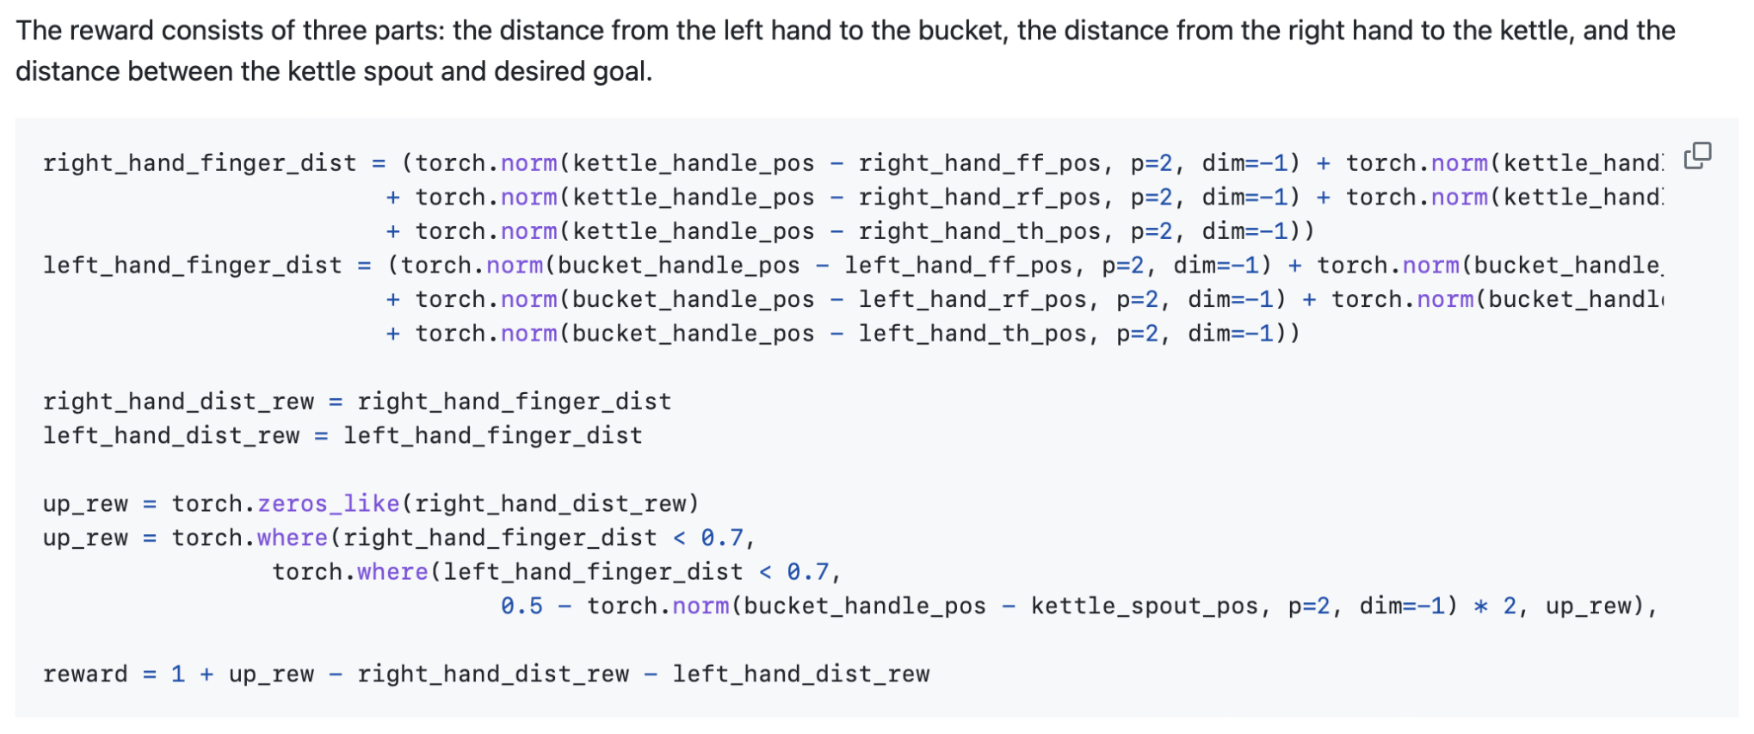 The reward consists of three parts: the distance from the left hand to the bucket, the distance from the right hand to the kettle, and the
distance between the kettle spout and desired goal.
right_hand_finger_dist = (torch.norm(kettle_handle_pos - right_hand_ff_pos, p=2, dim=-1) + torch.norm(kettle_hand
+ torch.norm(kettle_handle_pos - right_hand_rf_pos, p=2, dim=-1) + torch.norm(kettle_hand
+ torch.norm(kettle_handle_pos - right_hand_th_pos, p=2, dim=-1))
left_hand_finger_dist = (torch.norm(bucket_handle_pos - left_hand_ff_pos, p=2, dim=-1) + torch.norm(bucket_handle_
+ torch.norm(bucket_handle_pos - left_hand_rf_pos, p=2, dim=-1) + torch.norm(bucket_handl
+ torch.norm(bucket_handle_pos - left_hand_th_pos, p=2, dim=-1))
right_hand_dist_rew = right_hand_finger_dist
left_hand_dist_rew = left_hand_finger_dist
up_rew = torch.zeros_like(right_hand_dist_rew)
up_rew = torch.where(right_hand_finger_dist < 0.7,
torch.where(left_hand_finger_dist < 0.7,
0.5 - torch.norm(bucket_handle_pos - kettle_spout_pos, p=2, dim=-1) * 2, up_rew),
reward = 1 + up_rew - right_hand_dist_rew - left_hand_dist_rew